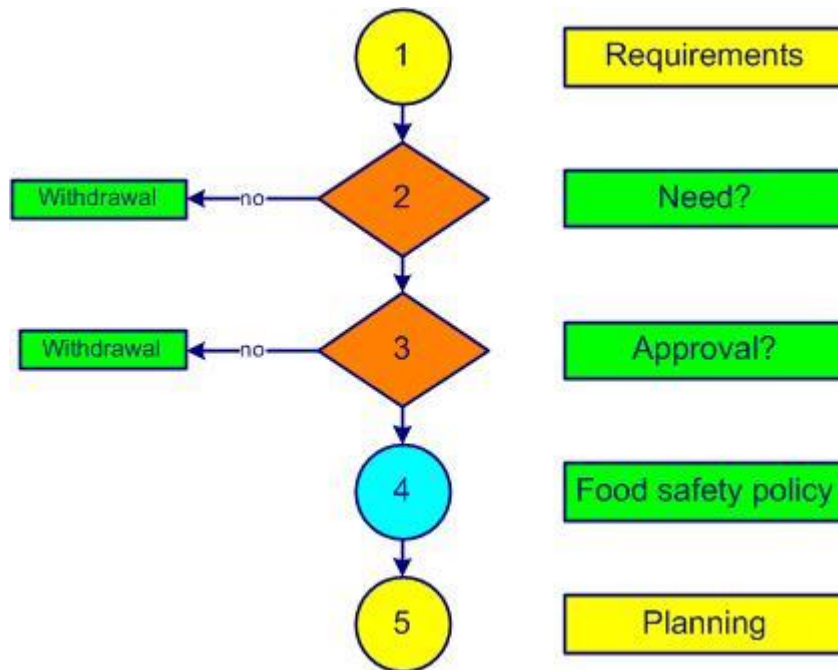 1
Requirements
Withdrawal
no
2
Need?
Withdrawal
no
3
Approval?
4
Food safety policy
5
Planning